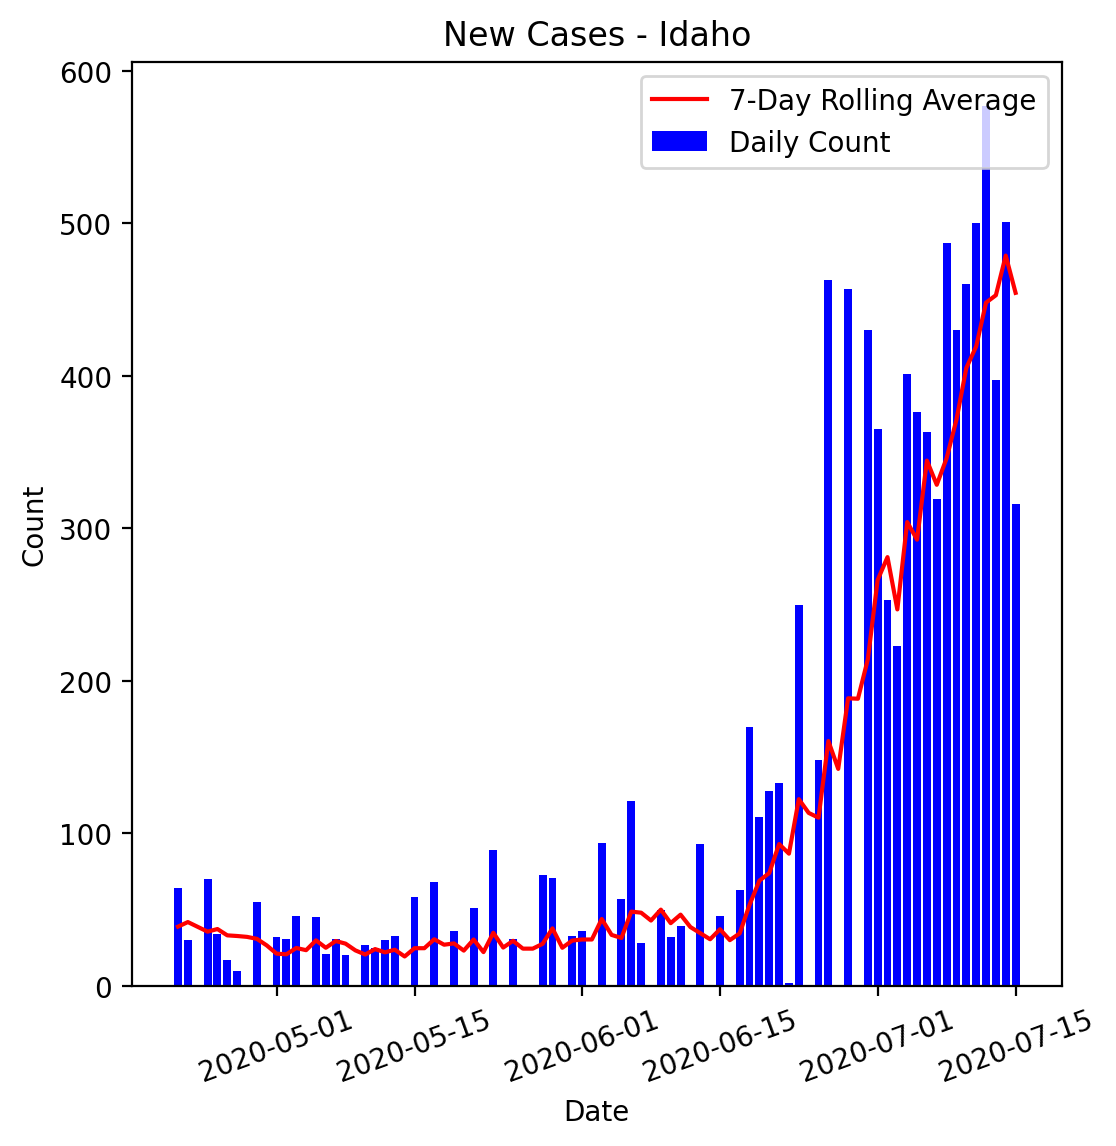 New Cases - Idaho
7-Day Rolling Average
Daily Count
600
500
400
300
200
100
0
Count
2020-05-01
2020-05-15
2020-06-01
2020-06-15
2020-07-01
2020-07-15
Date